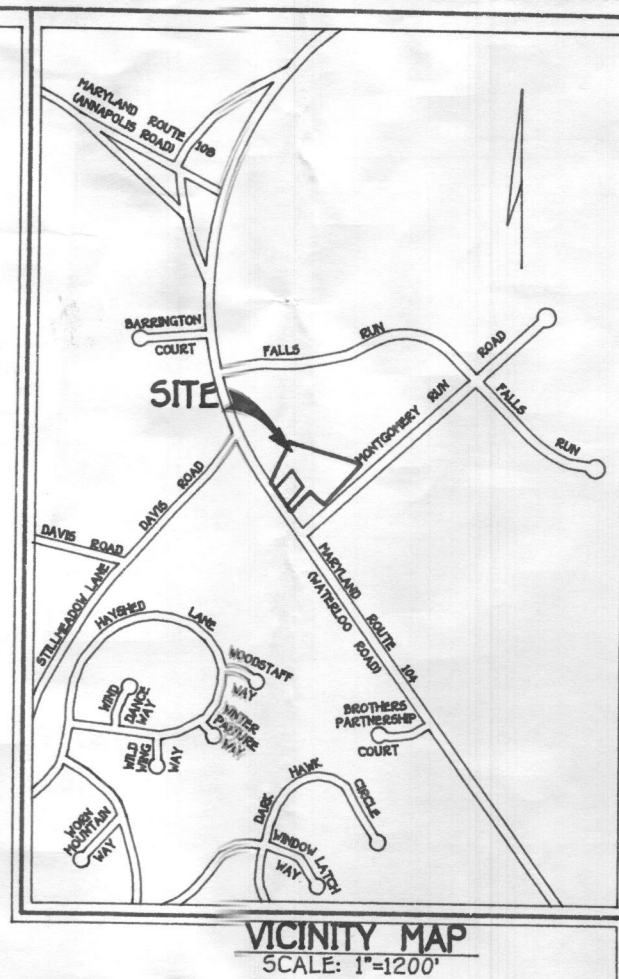 MARYLAND ROUTE 108
(ANNAPOLIS ROAD)
BARRINGTON
COURT
FALLS RUN
SITE
MONTGOMERY RUN ROAD
FALLS RUN
DAVIS ROAD
DAVIS ROAD
STILLMEADOW LANE
HAYSHED LANE
MARYLAND ROUTE 104
(WATERLOO ROAD)
WOODSTAFF
WAY
WIND
DANCE
WAY
WINTER
PASTURE
WAY
WILD
WING
WAY
BROTHERS
PARTNERSHIP
COURT
DARK HAWK CIRCLE
WORN
MOUNTAIN
WAY
WINDOW LATCH
WAY
VICINITY MAP
SCALE: 1"=1200'